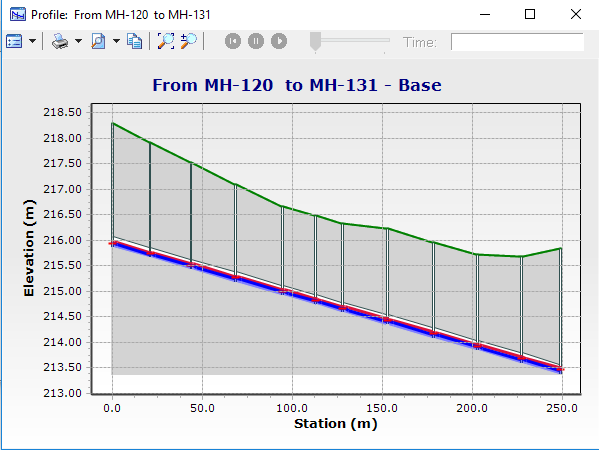 Profile: From MH-120 to MH-131
Time:
From MH-120 to MH-131 - Base
Elevation (m)
218.50
218.00
217.50
217.00
216.50
216.00
215.50
215.00
214.50
214.00
213.50
213.00
0.0 50.0 100.0 150.0 200.0 250.0
Station (m)